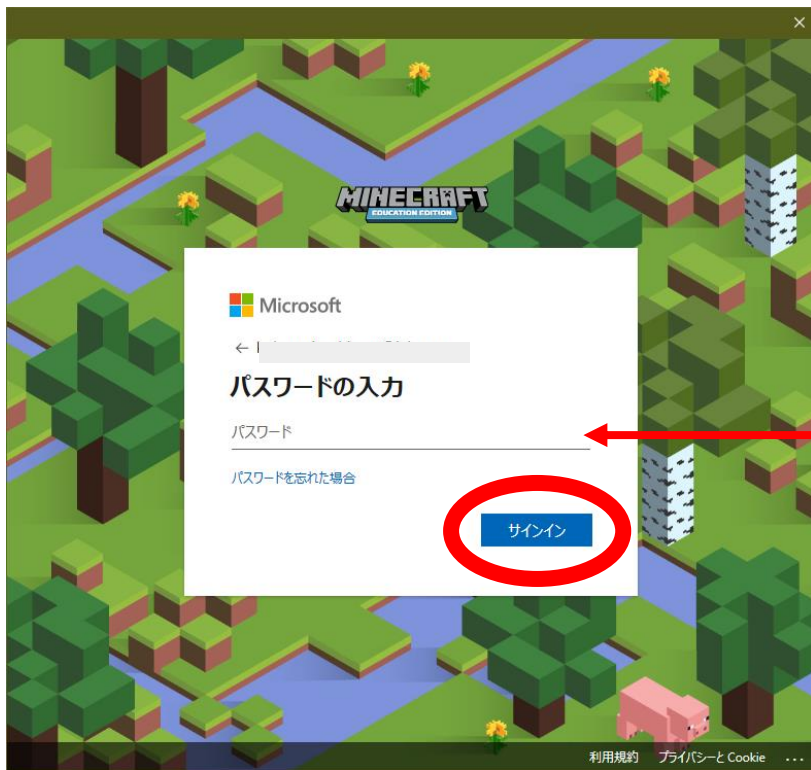 MINECRAFT
EDUCATION EDITION
Microsoft
パスワードの入力
パスワード
パスワードを忘れた場合
サインイン
利用規約 プライバシーと Cookie ...